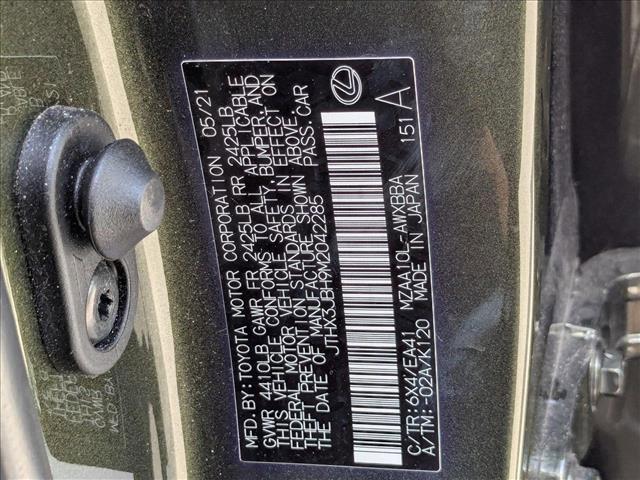 MFD.BY:TOYOTA MOTOR CORPORATION 05/21
GVWR 4410LB GAWR FR 2425LB RR 2425LB
THIS VEHICLE CONFORMS TO ALL APPLICABLE
FEDERAL MOTOR VEHICLE SAFETY, BUMPER, AND
THEFT PREVENTION STANDARDS IN EFFECT ON
THE DATE OF MANUFACTURE SHOWN ABOVE.
JTHX3JBH2M2042285 PASS CAR
151 A
C/TR:6X4/EA41 MZAA10L-AWXBBA
A/TM:-02A/K120 MADE IN JAPAN